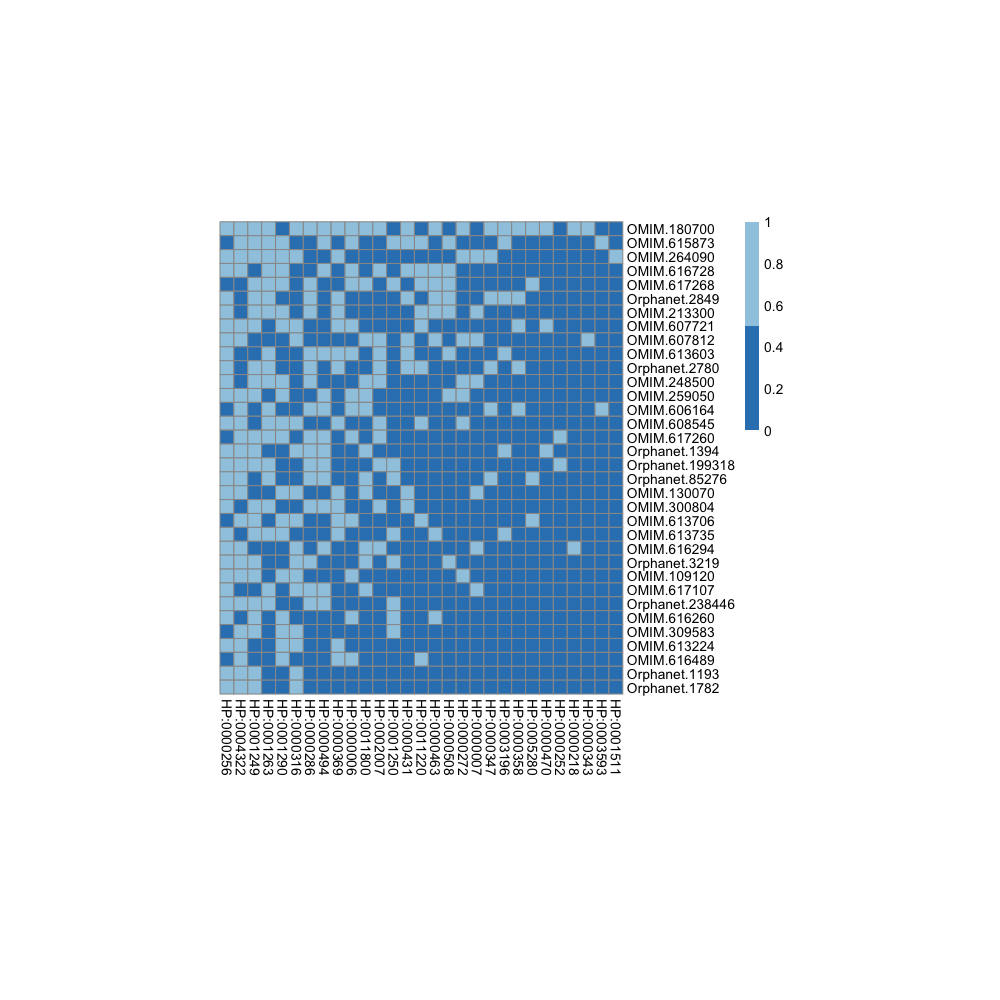 OMIM.180700
OMIM.615873
OMIM.264090
OMIM.616728
OMIM.617268
Orphanet.2849
OMIM.213300
OMIM.607721
OMIM.607812
OMIM.613603
Orphanet.2780
OMIM.248500
OMIM.259050
OMIM.606164
OMIM.608545
OMIM.617260
Orphanet.1394
Orphanet.199318
Orphanet.85276
OMIM.130070
OMIM.300804
OMIM.613706
OMIM.613735
OMIM.616294
Orphanet.3219
OMIM.109120
OMIM.617107
Orphanet.238446
OMIM.616260
OMIM.309583
OMIM.613224
OMIM.616489
Orphanet.1193
Orphanet.1782
1
0.8
0.6
0.4
0.2
0
HP:0000256
HP:0004322
HP:0001249
HP:0001263
HP:0001290
HP:0000316
HP:0000286
HP:0000494
HP:0000369
HP:0000006
HP:0011800
HP:0002007
HP:0001250
HP:0000431
HP:0011220
HP:0000463
HP:0000508
HP:0000272
HP:0000007
HP:0000347
HP:0003196
HP:0000358
HP:0005280
HP:0000470
HP:0000252
HP:0000218
HP:0000343
HP:0003593
HP:0001511